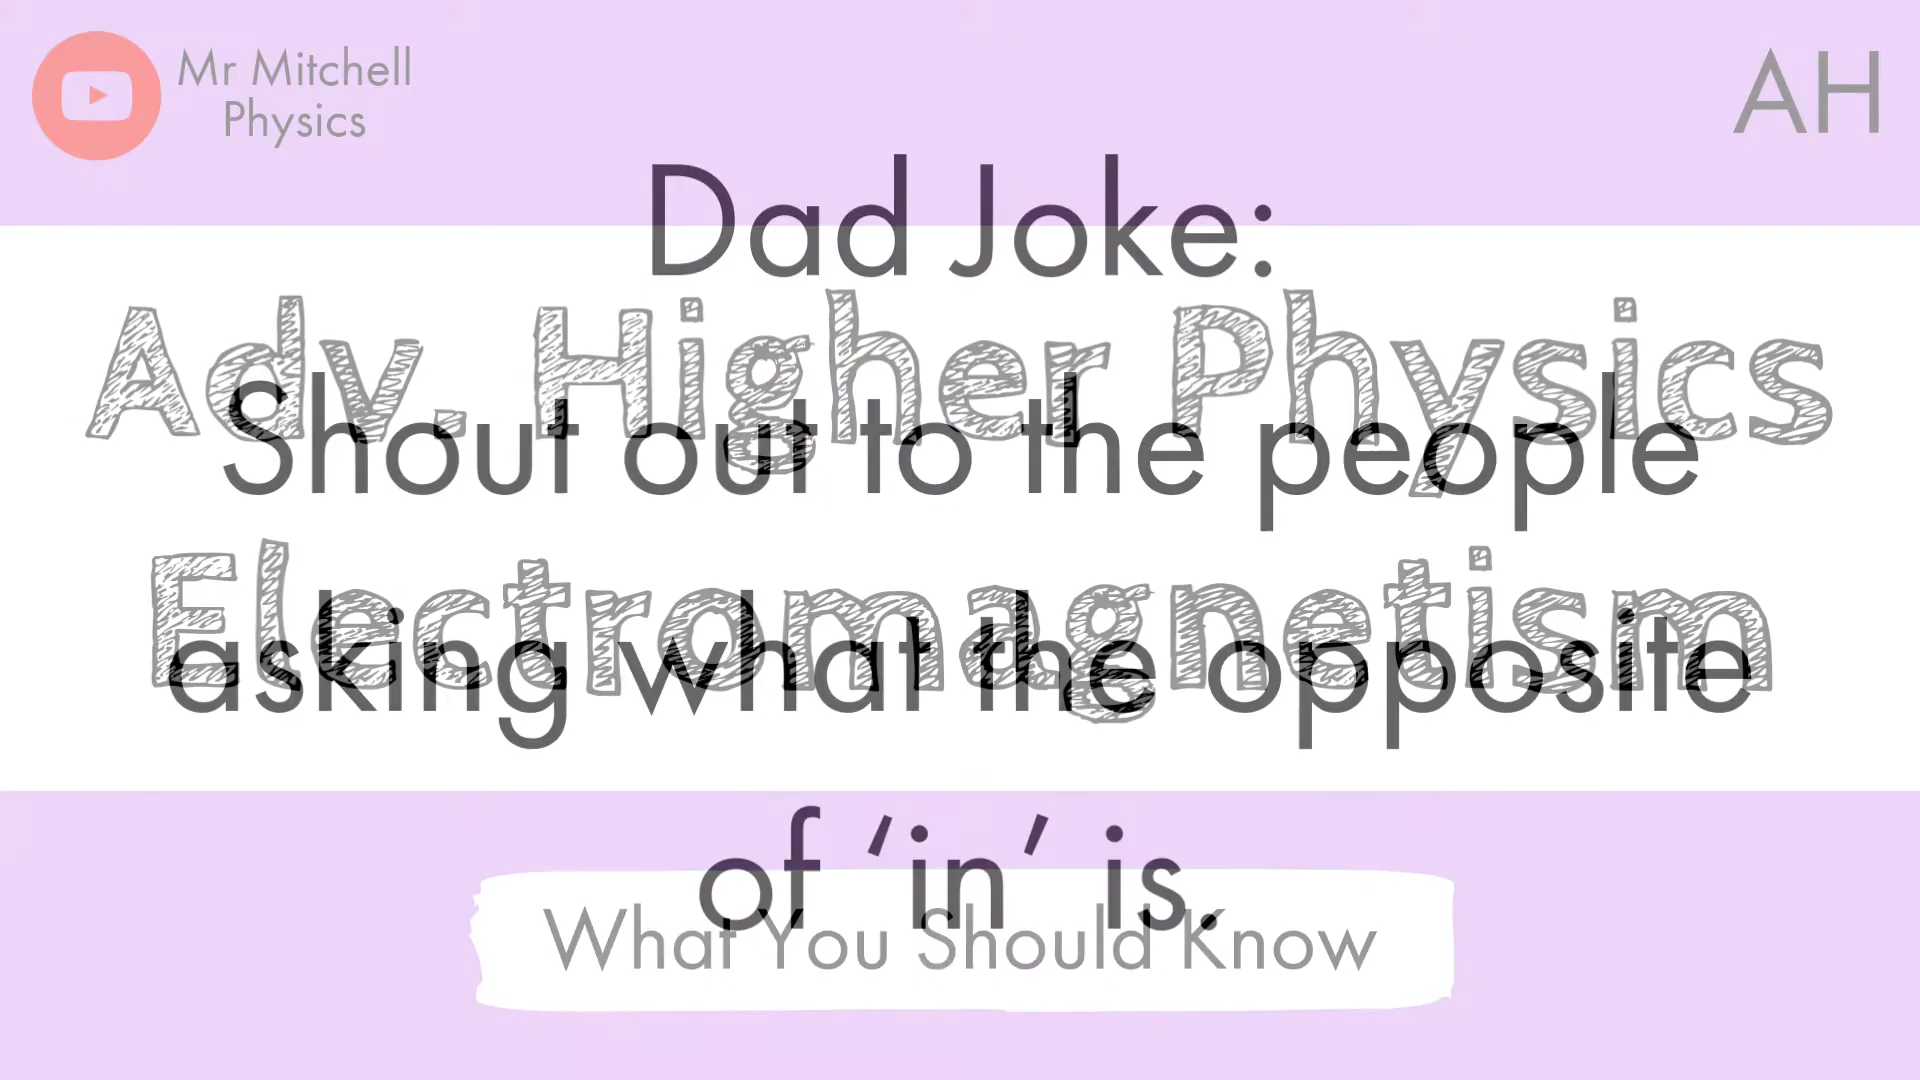 Mr Mitchell
Physics
AH
Dad Joke:
Adv. Higher Physics
Shout out to the people
Electromagnetism
asking what the opposite
of ‘in’ is.
What You Should Know